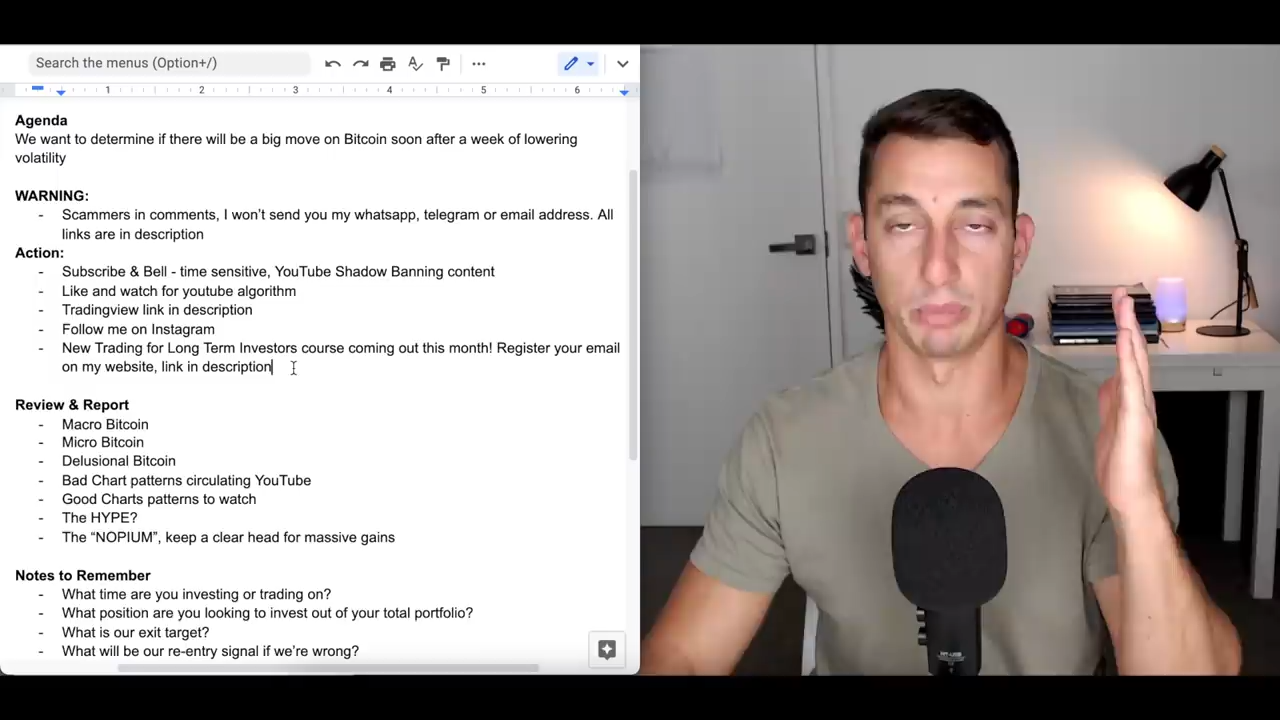 Search the menus (Option+/)
1 2 3 4 5 6
Agenda
We want to determine if there will be a big move on Bitcoin soon after a week of lowering
volatility
WARNING:
- Scammers in comments, I won’t send you my whatsapp, telegram or email address. All
links are in description
Action:
- Subscribe & Bell - time sensitive, YouTube Shadow Banning content
- Like and watch for youtube algorithm
- Tradingview link in description
- Follow me on Instagram
- New Trading for Long Term Investors course coming out this month! Register your email
on my website, link in description
Review & Report
- Macro Bitcoin
- Micro Bitcoin
- Delusional Bitcoin
- Bad Chart patterns circulating YouTube
- Good Charts patterns to watch
- The HYPE?
- The “NOPIUM”, keep a clear head for massive gains
Notes to Remember
- What time are you investing or trading on?
- What position are you looking to invest out of your total portfolio?
- What is our exit target?
- What will be our re-entry signal if we’re wrong?